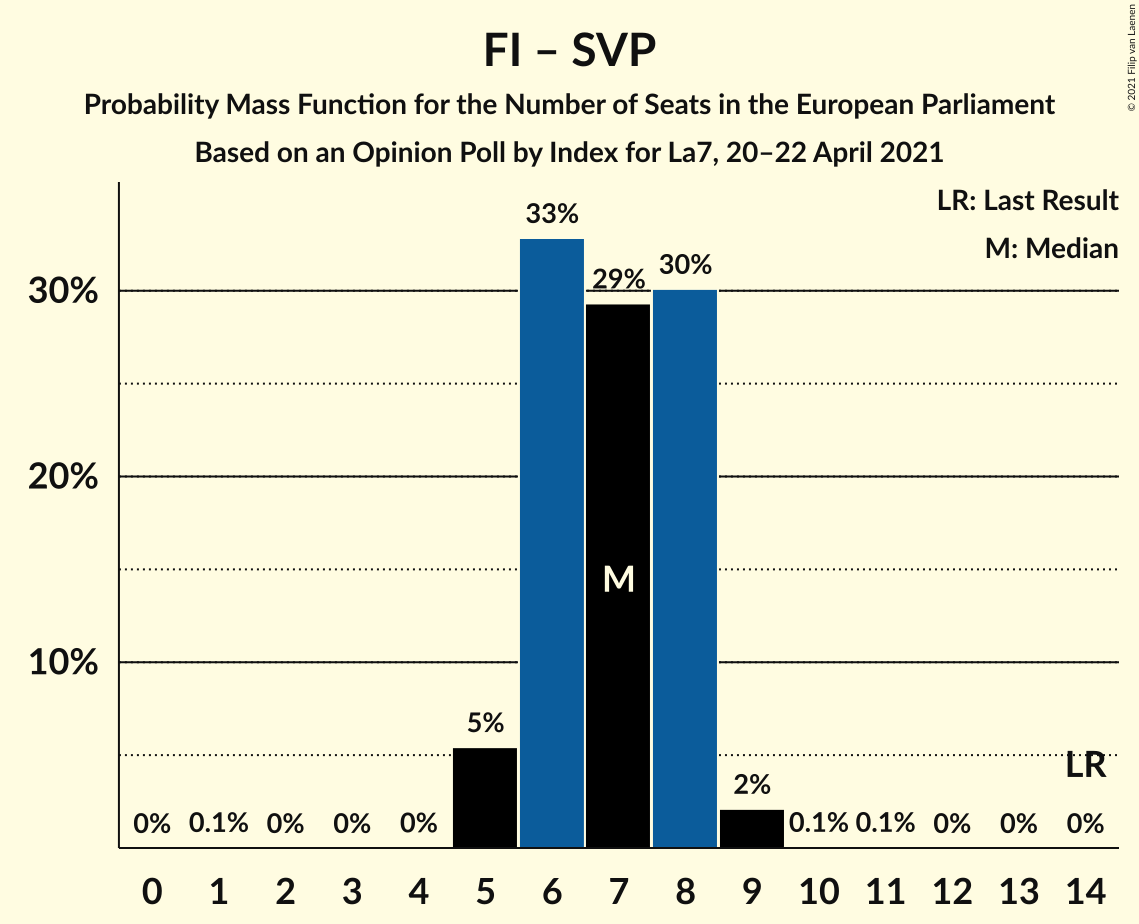 FI – SVP
Probability Mass Function for the Number of Seats in the European Parliament
Based on an Opinion Poll by Index for La7, 20–22 April 2021
© 2021 Filip van Laenen
LR: Last Result
M: Median
33%
29%
30%
30%
20%
10%
M
5%
2%
LR
0%
0.1%
0%
0%
0%
0.1%
0.1%
0%
0%
0%
0 1 2 3 4 5 6 7 8 9 10 11 12 13 14